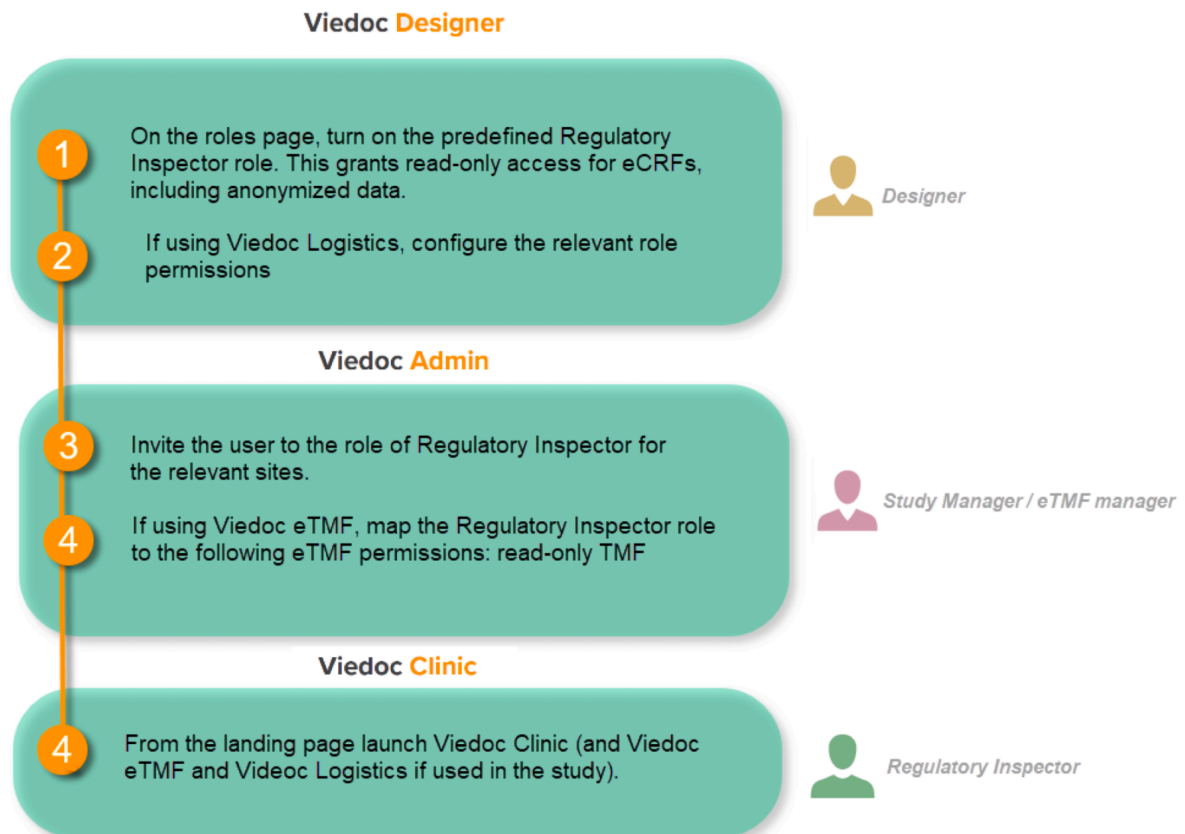 Viedoc Designer
1
On the roles page, turn on the predefined Regulatory
Inspector role. This grants read-only access for eCRFs,
including anonymized data.
Designer
2
If using Viedoc Logistics, configure the relevant role
permissions
Viedoc Admin
3
Invite the user to the role of Regulatory Inspector for
the relevant sites.
Study Manager / eTMF manager
4
If using Viedoc eTMF, map the Regulatory Inspector role
to the following eTMF permissions: read-only TMF
Viedoc Clinic
4
From the landing page launch Viedoc Clinic (and Viedoc
eTMF and Videoc Logistics if used in the study).
Regulatory Inspector